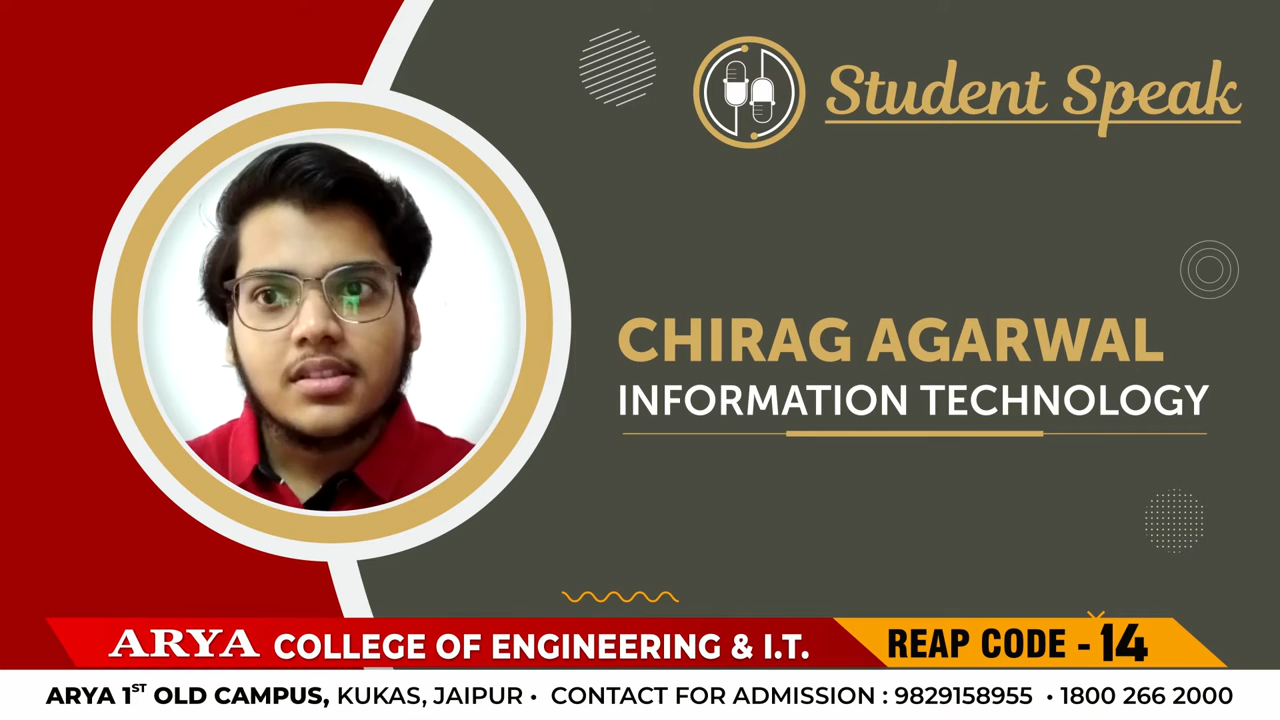 Student Speak
CHIRAG AGARWAL
INFORMATION TECHNOLOGY
ARYA COLLEGE OF ENGINEERING & I.T.
REAP CODE - 14
ARYA 1ST OLD CAMPUS, KUKAS, JAIPUR • CONTACT FOR ADMISSION : 9829158955 • 1800 266 2000